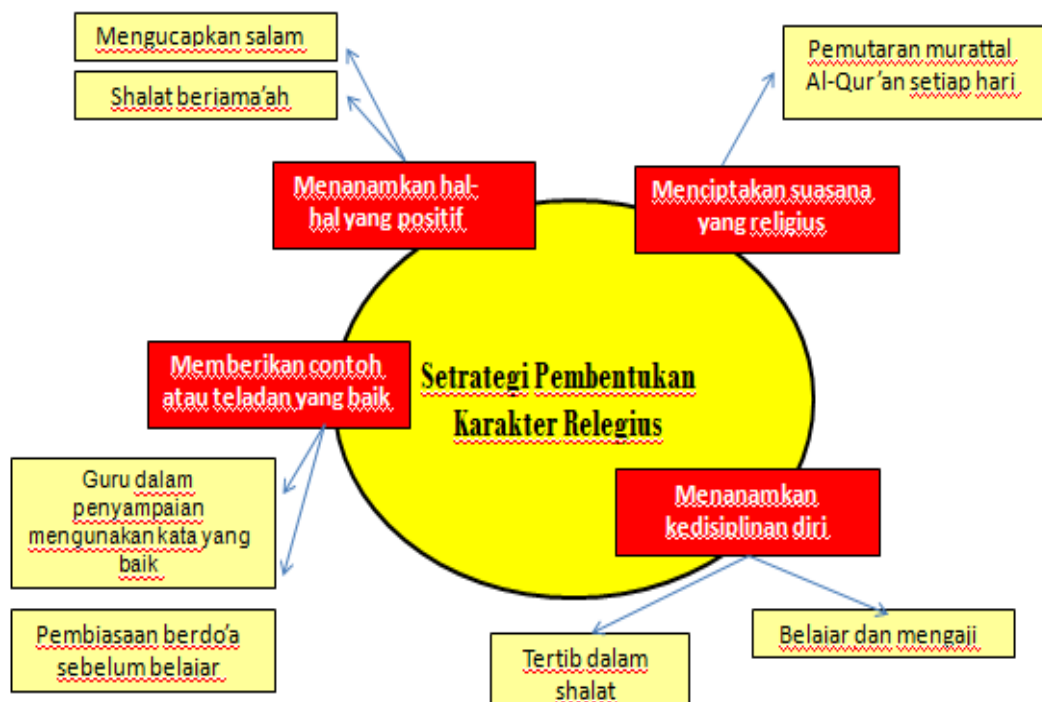 Mengucapkan salam
Shalat berjama'ah
Pemutaran murattal
Al-Qur'an setiap hari
Menanamkan hal-
hal yang positif
Menciptakan suasana
yang religius
Memberikan contoh
atau teladan yang baik
Setrategi Pembentukan
Karakter Relegius
Guru dalam
penyampaian
mengunakan kata yang
baik
Menanamkan
kedisiplinan diri
Pembiasaan berdo'a
sebelum belajar
Tertib dalam
shalat
Belajar dan mengaji